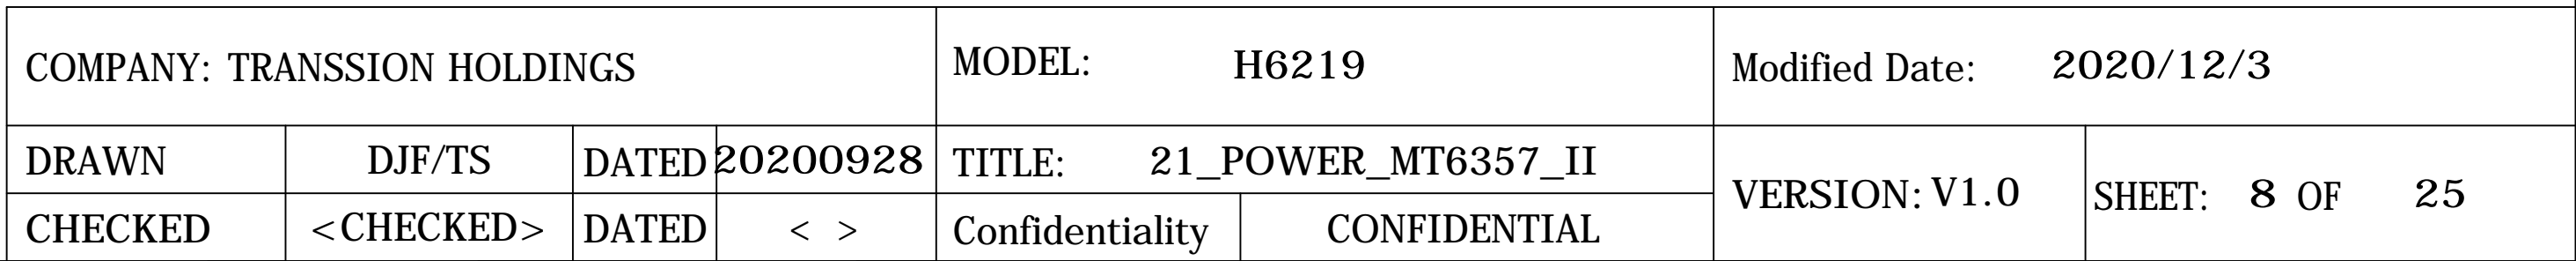 COMPANY: TRANSSION HOLDINGS MODEL: H6219 Modified Date: 2020/12/3
DRAWN DJF/TS DATED 20200928 TITLE: 21_POWER_MT6357_II
VERSION: V1.0 SHEET: 8 OF 25
CHECKED <CHECKED> DATED < > Confidentiality CONFIDENTIAL